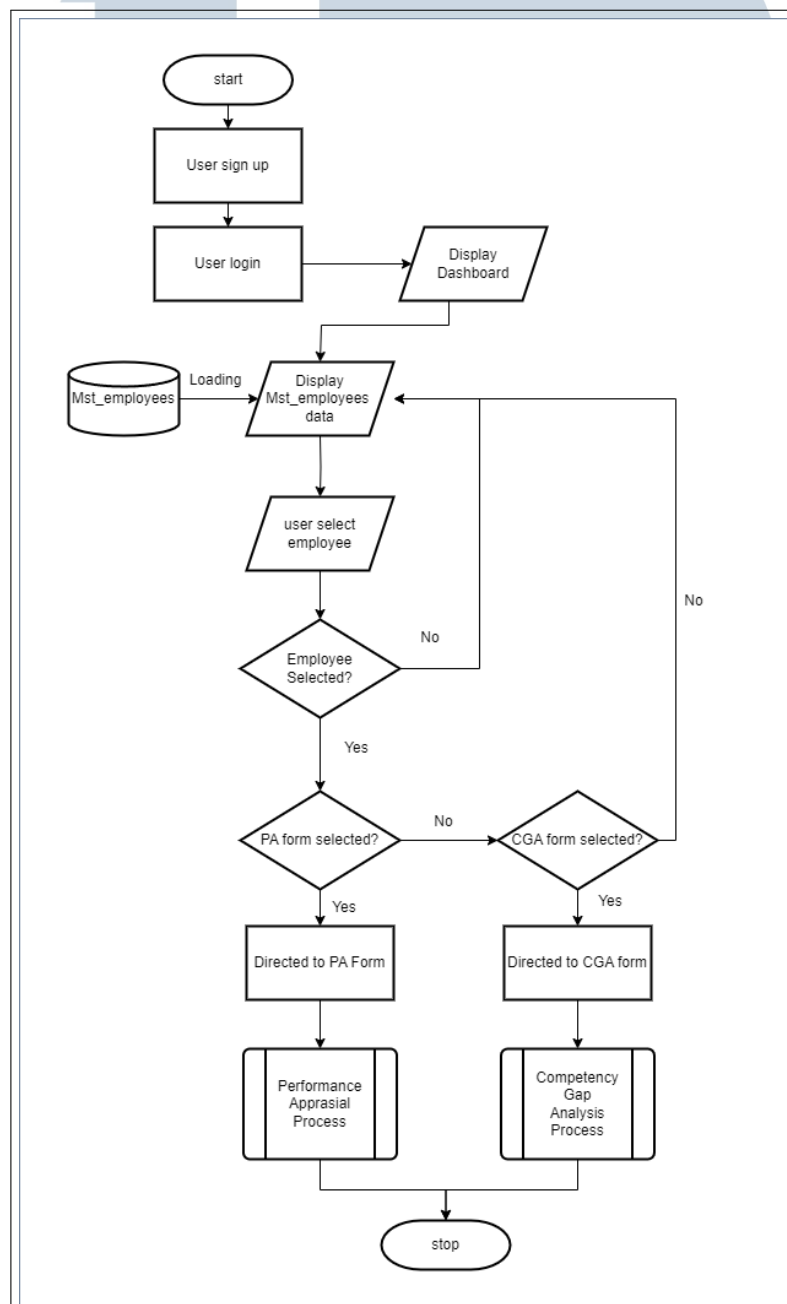 start
User sign up
User login
Display
Dashboard
Mst_employees
Loading
Display
Mst_employees
data
user select
employee
No
Employee
Selected?
No
Yes
PA form selected?
No
CGA form selected?
Yes
Yes
Directed to PA Form
Directed to CGA form
Performance
Apprasial
Process
Competency
Gap
Analysis
Process
stop